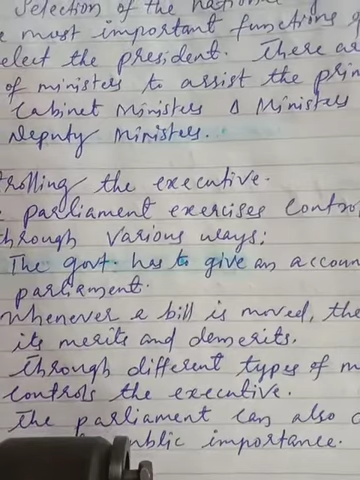 Selection of the national
most important functions
elect the president. There
of ministers to assist the
Cabinet Ministers Δ Ministers
Deputy Ministers.
trolling the executive.
parliament exercises
through various ways:
The govt. has to give an
parliament.
Whenever a bill is moved, the
its merits and demerits.
Through different types of
controls the executive.
The parliament can also
public importance.